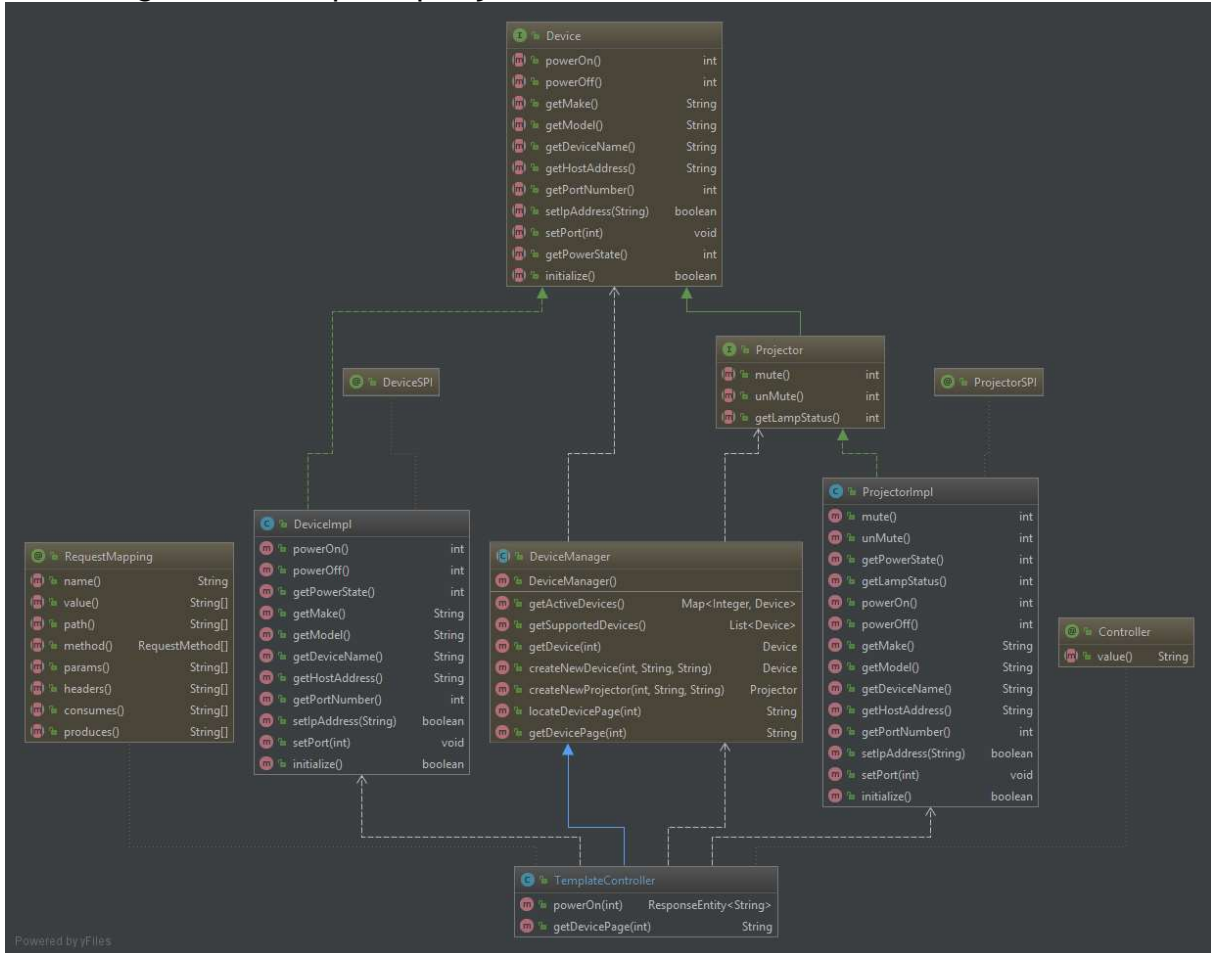 Device
powerOn() int
powerOff() int
getMake() String
getModel() String
getDeviceName() String
getHostAddress() String
getPortNumber() int
setIpAddress(String) boolean
setPort(int) void
getPowerState() int
initialize() boolean
Projector
mute() int
unMute() int
getLampStatus() int
DeviceSPI
ProjectorSPI
RequestMapping
name() String
value() String[]
path() String[]
method() RequestMethod[]
params() String[]
headers() String[]
consumes() String[]
produces() String[]
DeviceImpl
powerOn() int
powerOff() int
getPowerState() int
getMake() String
getModel() String
getDeviceName() String
getHostAddress() String
getPortNumber() int
setIpAddress(String) boolean
setPort(int) void
initialize() boolean
DeviceManager
DeviceManager()
getActiveDevices() Map<Integer, Device>
getSupportedDevices() List<Device>
getDevice(int) Device
createNewDevice(int, String, String) Device
createNewProjector(int, String, String) Projector
locateDevicePage(int) String
getDevicePage(int) String
ProjectorImpl
mute() int
unMute() int
getPowerState() int
getLampStatus() int
powerOn() int
powerOff() int
getMake() String
getModel() String
getDeviceName() String
getHostAddress() String
getPortNumber() int
setIpAddress(String) boolean
setPort(int) void
initialize() boolean
Controller
value() String
TemplateController
powerOn(int) ResponseEntity<String>
getDevicePage(int) String
Powered by yFiles